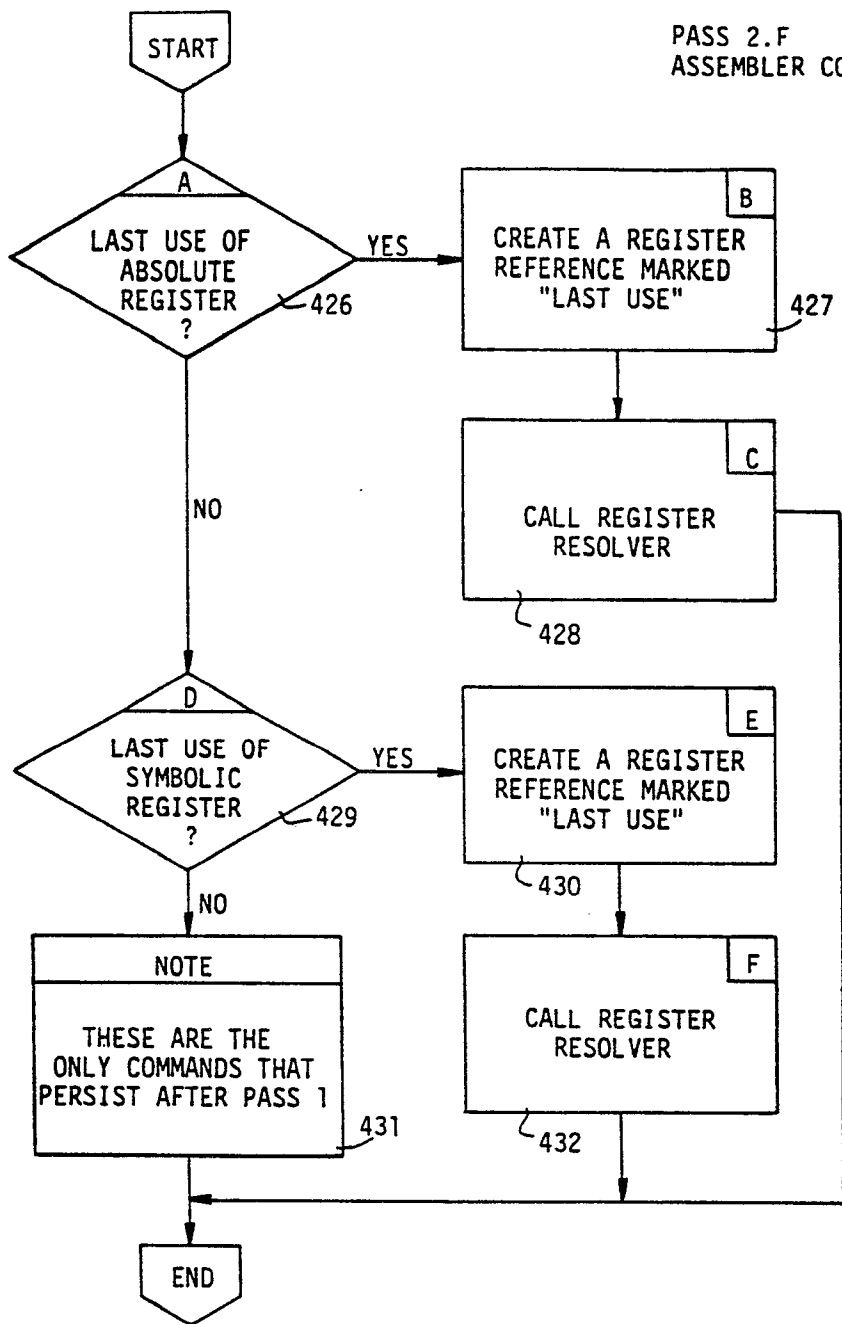 START
PASS 2.F
ASSEMBLER CO
A
LAST USE OF
ABSOLUTE
REGISTER
?
426
YES
B
CREATE A REGISTER
REFERENCE MARKED
"LAST USE"
427
C
CALL REGISTER
RESOLVER
428
NO
D
LAST USE OF
SYMBOLIC
REGISTER
?
429
YES
E
CREATE A REGISTER
REFERENCE MARKED
"LAST USE"
430
NO
NOTE
THESE ARE THE
ONLY COMMANDS THAT
PERSIST AFTER PASS 1
431
F
CALL REGISTER
RESOLVER
432
END